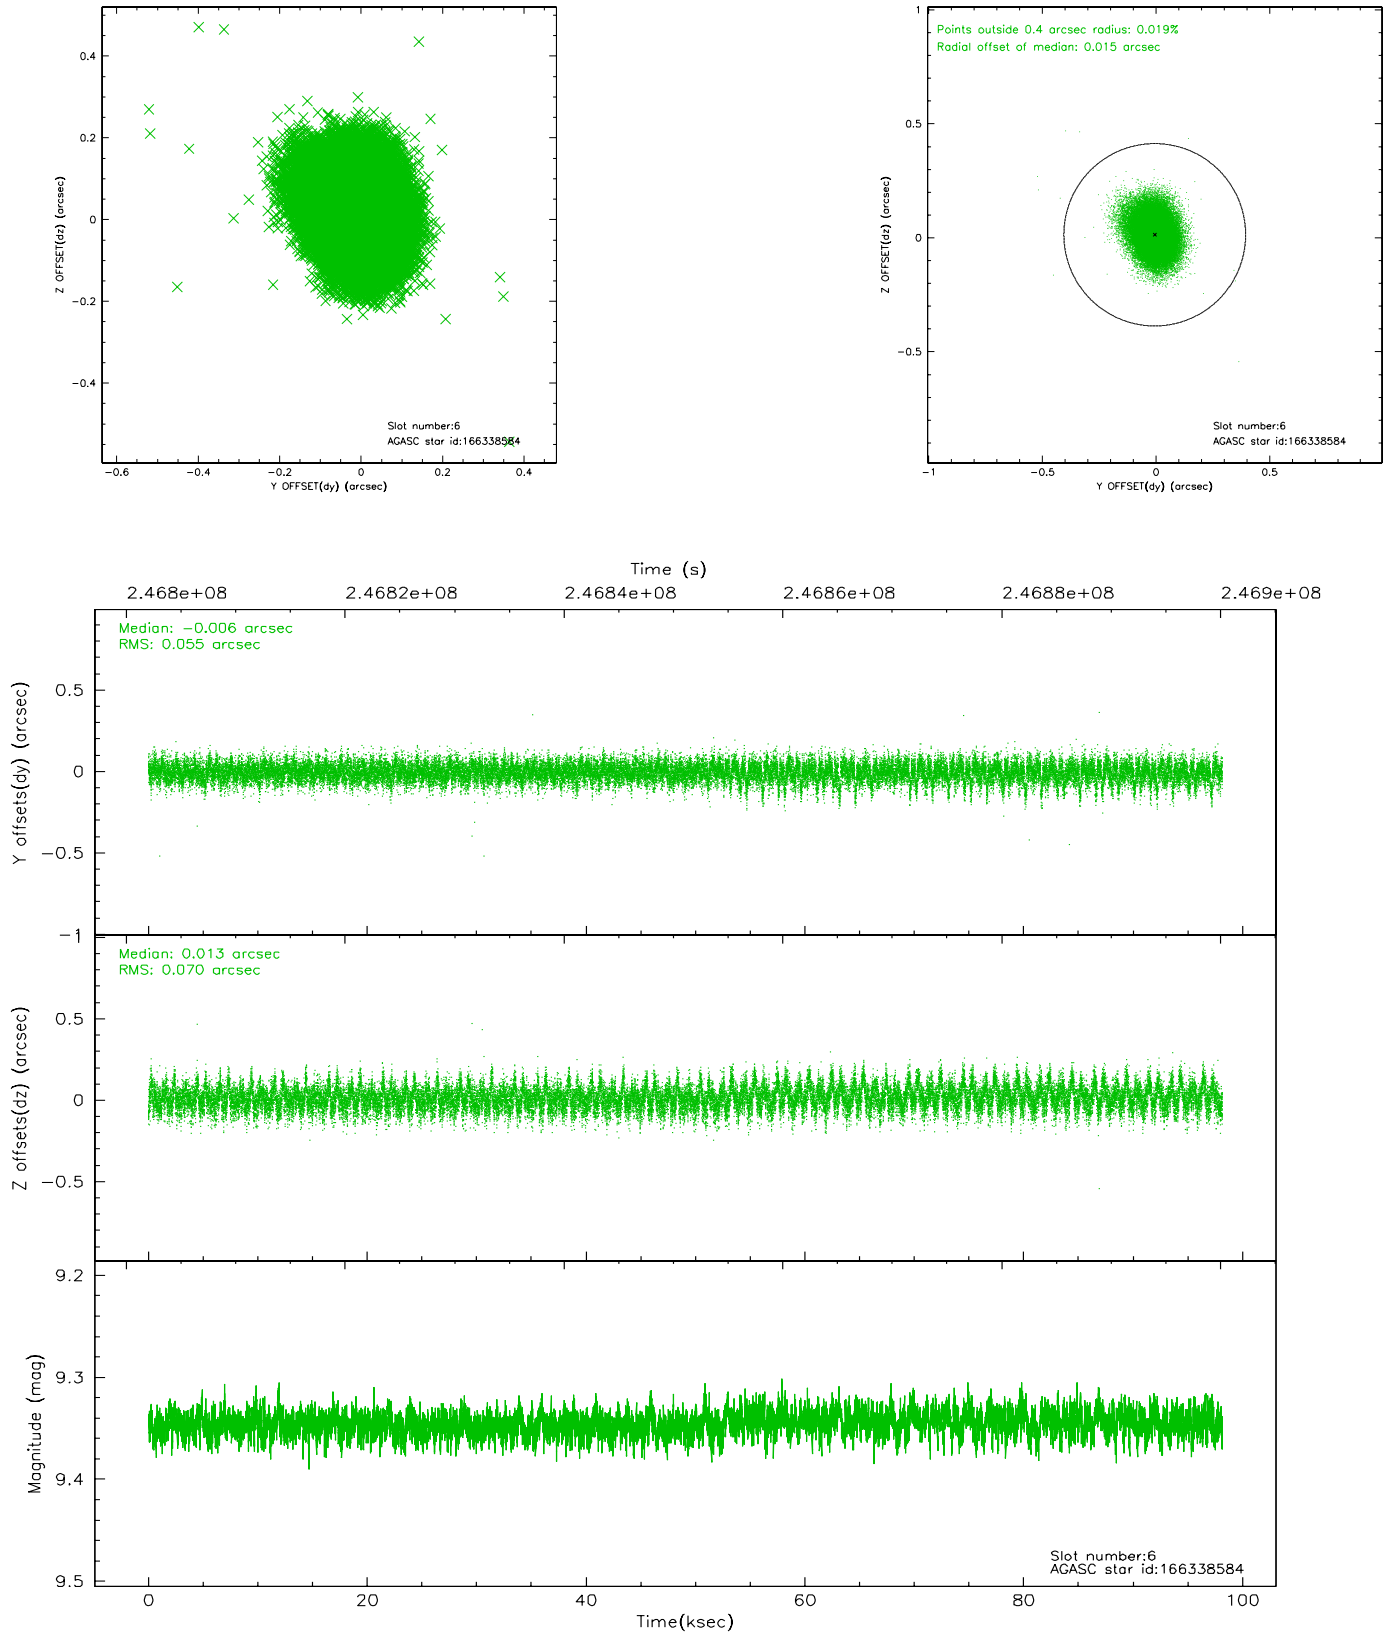 0.4
0.2
0
-0.2
-0.4
Z OFFSET(dz) (arcsec)
Slot number:6
AGASC star id:166338584
-0.6
-0.4
-0.2
0
0.2
0.4
Y OFFSET(dy) (arcsec)
Points outside 0.4 arcsec radius: 0.019%
Radial offset of median: 0.015 arcsec
1
0.5
0
-0.5
Z OFFSET(dz) (arcsec)
Slot number:6
AGASC star id:166338584
-1
-0.5
0
0.5
Y OFFSET(dy) (arcsec)
Time (s)
2.468e+08
2.4682e+08
2.4684e+08
2.4686e+08
2.4688e+08
2.469e+08
Median: -0.006 arcsec
RMS: 0.055 arcsec
0.5
0
-0.5
-1
Y offsets(dy) (arcsec)
Median: 0.013 arcsec
RMS: 0.070 arcsec
0.5
0
-0.5
Z offsets(dz) (arcsec)
9.2
9.3
9.4
9.5
Magnitude (mag)
Slot number:6
AGASC star id:166338584
0
20
40
60
80
100
Time(ksec)